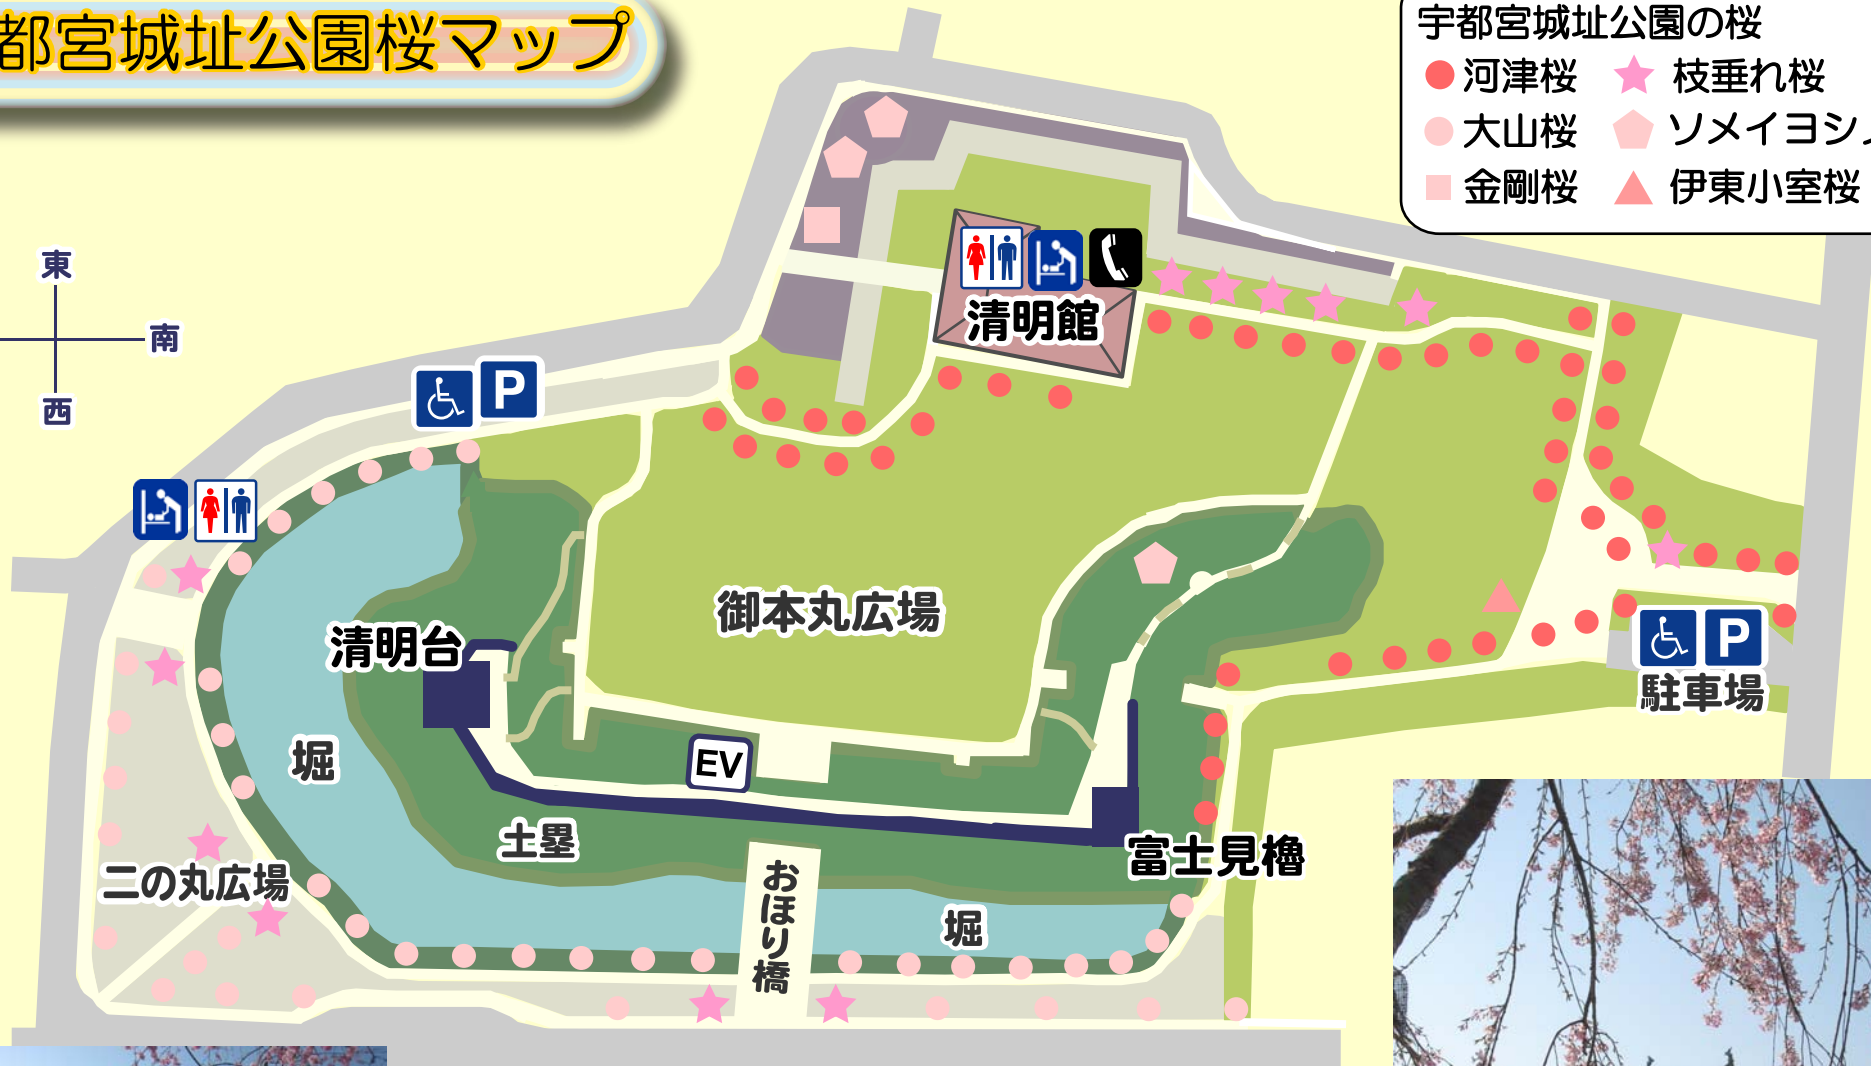 都宮城址公園桜マップ
宇都宮城址公園の桜
河津桜
枝垂れ桜
大山桜
ソメイヨシノ
金剛桜
伊東小室桜
東
南
西
清明館
P
清明台
御本丸広場
堀
EV
土塁
二の丸広場
おほり橋
堀
富士見櫓
P
駐車場